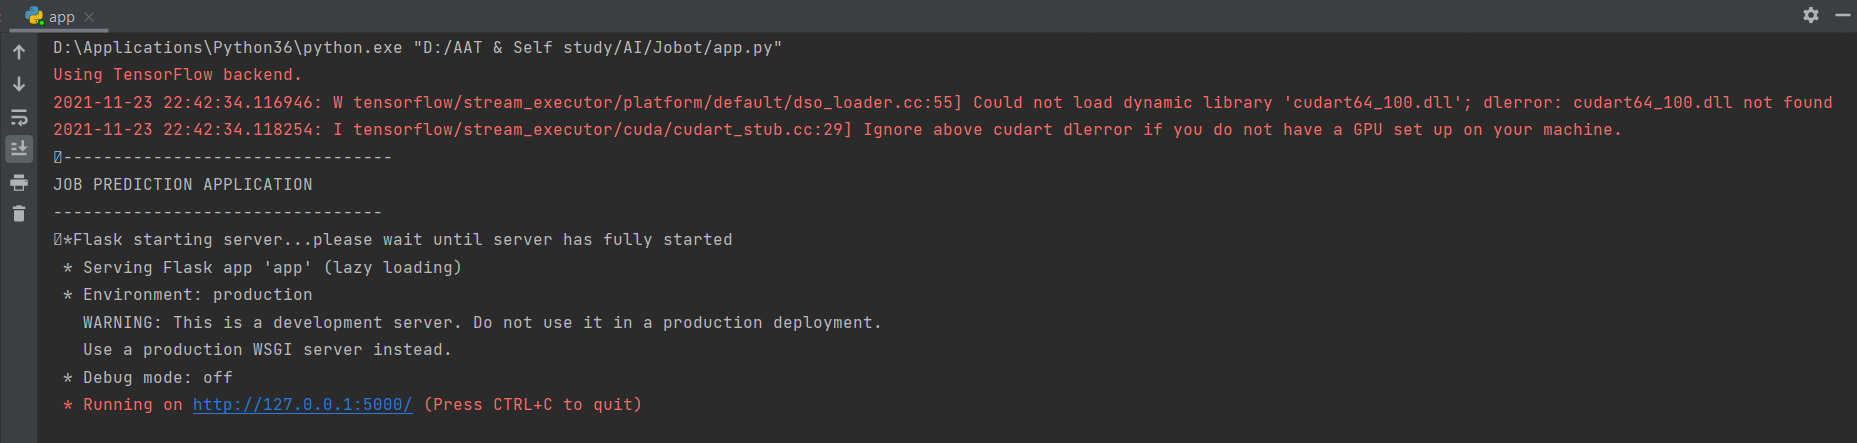 app
D:\Applications\Python36\python.exe "D:/AAT & Self study/AI/Jobot/app.py"
Using TensorFlow backend.
2021-11-23 22:42:34.116946: W tensorflow/stream_executor/platform/default/dso_loader.cc:55] Could not load dynamic library 'cudart64_100.dll'; dlerror: cudart64_100.dll not found
2021-11-23 22:42:34.118254: I tensorflow/stream_executor/cuda/cudart_stub.cc:29] Ignore above cudart dlerror if you do not have a GPU set up on your machine.
---------------------------------
JOB PREDICTION APPLICATION
---------------------------------
*Flask starting server...please wait until server has fully started
* Serving Flask app 'app' (lazy loading)
* Environment: production
WARNING: This is a development server. Do not use it in a production deployment.
Use a production WSGI server instead.
* Debug mode: off
* Running on http://127.0.0.1:5000/ (Press CTRL+C to quit)